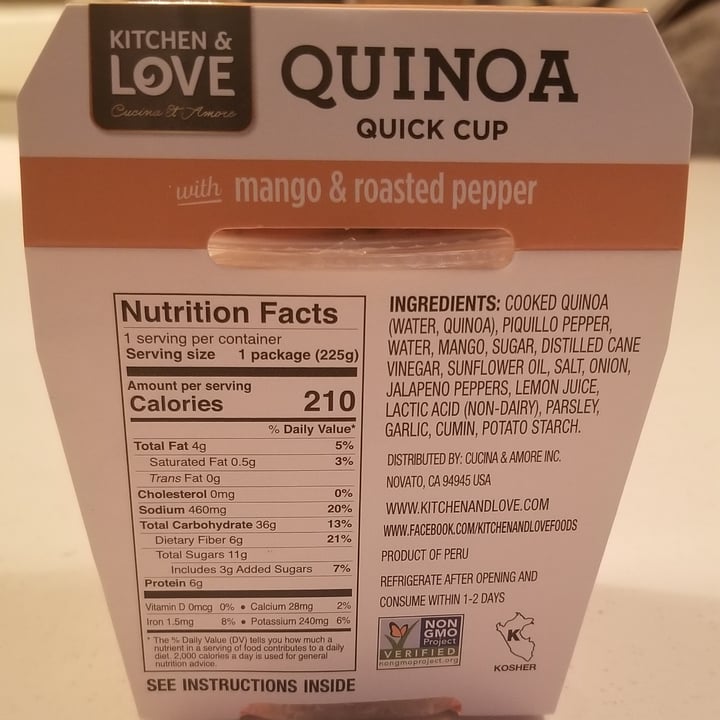 KITCHEN &
LOVE
Cucina & Amore
QUINOA
QUICK CUP
with mango & roasted pepper
Nutrition Facts
1 serving per container
Serving size 1 package (225g)
Amount per serving
Calories 210
% Daily Value*
Total Fat 4g 5%
Saturated Fat 0.5g 3%
Trans Fat 0g
Cholesterol 0mg 0%
Sodium 460mg 20%
Total Carbohydrate 36g 13%
Dietary Fiber 6g 21%
Total Sugars 11g
Includes 3g Added Sugars 7%
Protein 6g
Vitamin D 0mcg 0% • Calcium 28mg 2%
Iron 1.5mg 8% • Potassium 240mg 6%
* The % Daily Value (DV) tells you how much a
nutrient in a serving of food contributes to a daily
diet. 2,000 calories a day is used for general
nutrition advice.
SEE INSTRUCTIONS INSIDE
INGREDIENTS: COOKED QUINOA
(WATER, QUINOA), PIQUILLO PEPPER,
WATER, MANGO, SUGAR, DISTILLED CANE
VINEGAR, SUNFLOWER OIL, SALT, ONION,
JALAPENO PEPPERS, LEMON JUICE,
LACTIC ACID (NON-DAIRY), PARSLEY,
GARLIC, CUMIN, POTATO STARCH.
DISTRIBUTED BY: CUCINA & AMORE INC.
NOVATO, CA 94945 USA
WWW.KITCHENANDLOVE.COM
WWW.FACEBOOK.COM/KITCHENANDLOVEFOODS
PRODUCT OF PERU
REFRIGERATE AFTER OPENING AND
CONSUME WITHIN 1-2 DAYS
NON
GMO
Project
VERIFIED
nongmoproject.org
K
KOSHER